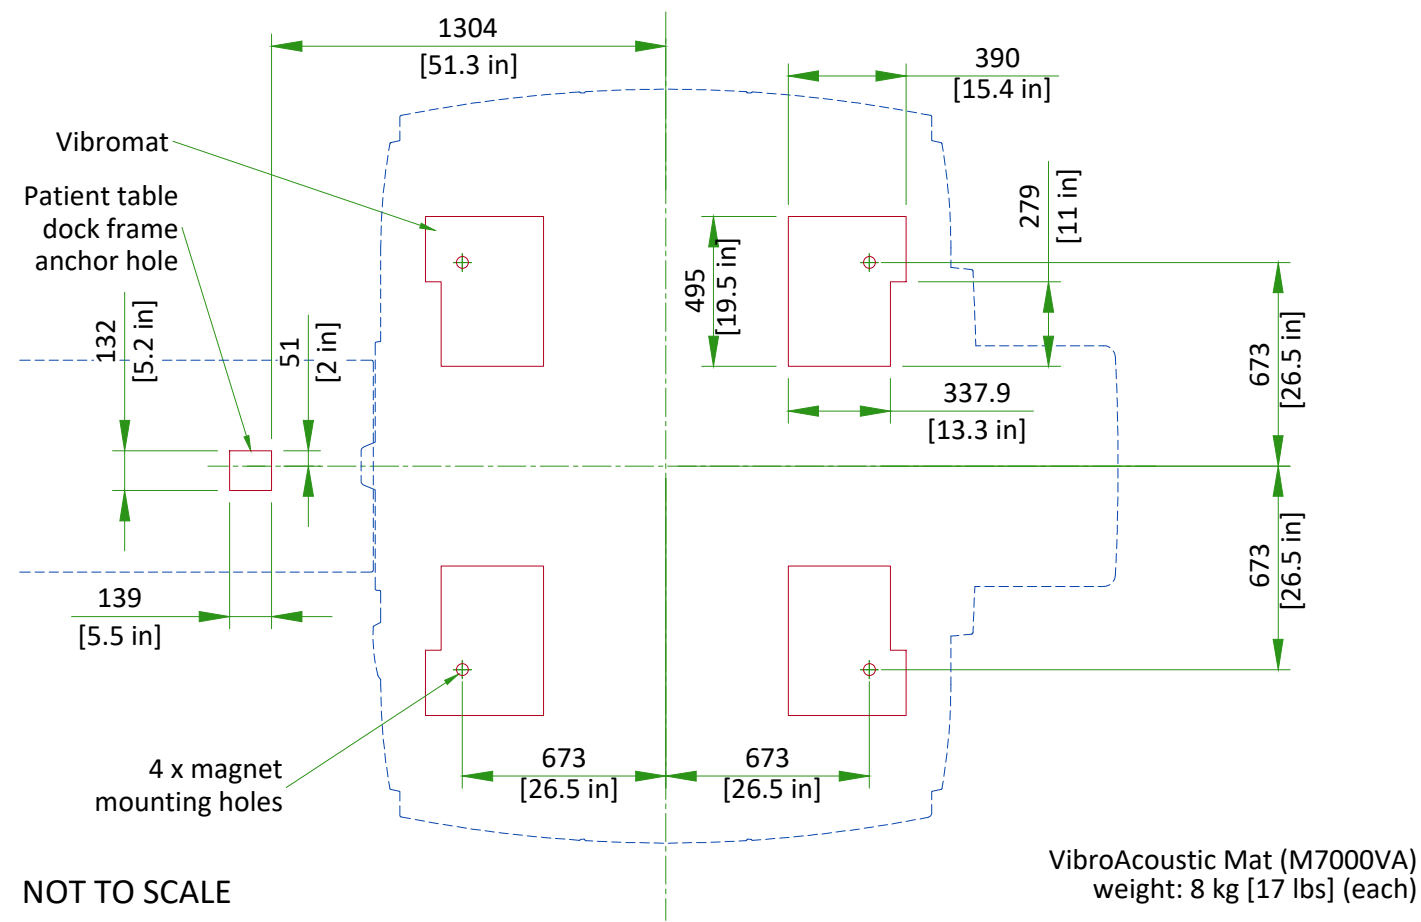 1304
[51.3 in]
390
[15.4 in]
Vibromat
Patient table
dock frame
anchor hole
279
[11 in]
495
[19.5 in]
132
[5.2 in]
51
[2 in]
673
[26.5 in]
337.9
[13.3 in]
673
[26.5 in]
139
[5.5 in]
673
[26.5 in]
673
[26.5 in]
4 x magnet
mounting holes
NOT TO SCALE
VibroAcoustic Mat (M7000VA)
weight: 8 kg [17 lbs] (each)